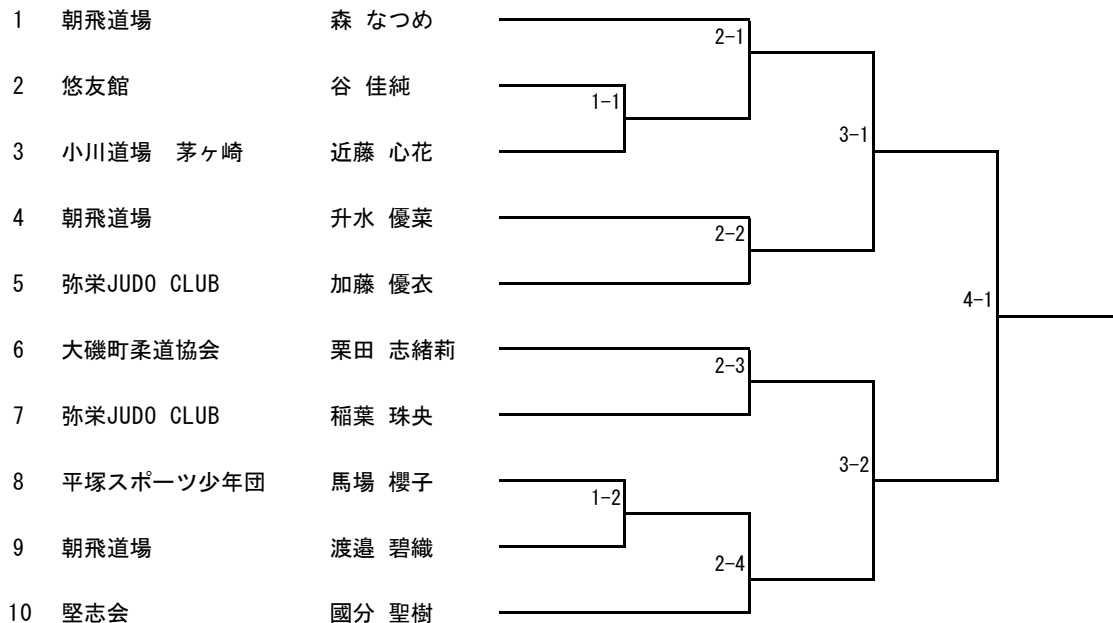 1 朝飛道場 森 なつめ
2-1
2 悠友館 谷 佳純
1-1
3-1
3 小川道場 茅ヶ崎 近藤 心花
4 朝飛道場 升水 優菜
2-2
5 弥栄JUDO CLUB 加藤 優衣
4-1
6 大磯町柔道協会 栗田 志緒莉
2-3
7 弥栄JUDO CLUB 稲葉 珠央
3-2
8 平塚スポーツ少年団 馬場 櫻子
1-2
9 朝飛道場 渡邉 碧織
2-4
10 堅志会 國分 聖樹